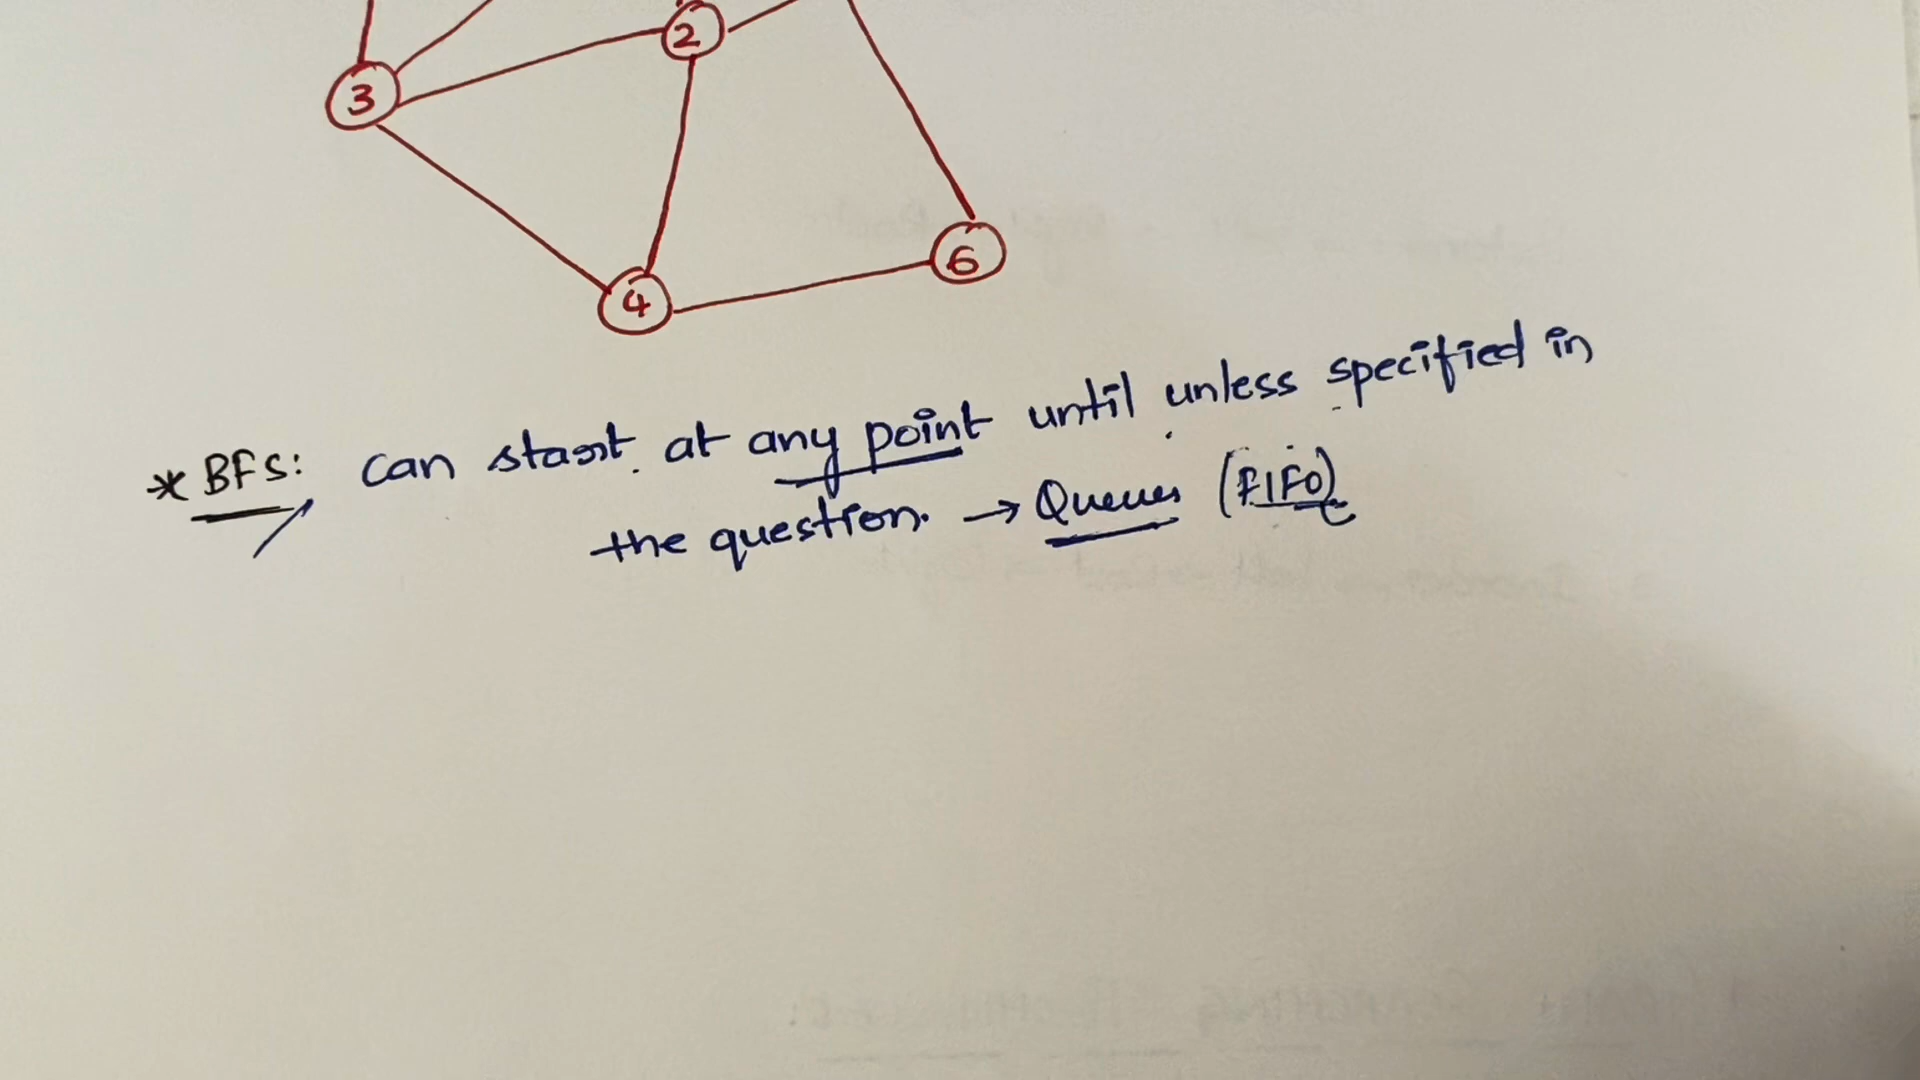 2
3
6
4
* BFS: can start at any point until unless specified in
the question. → Queues (FIFO)